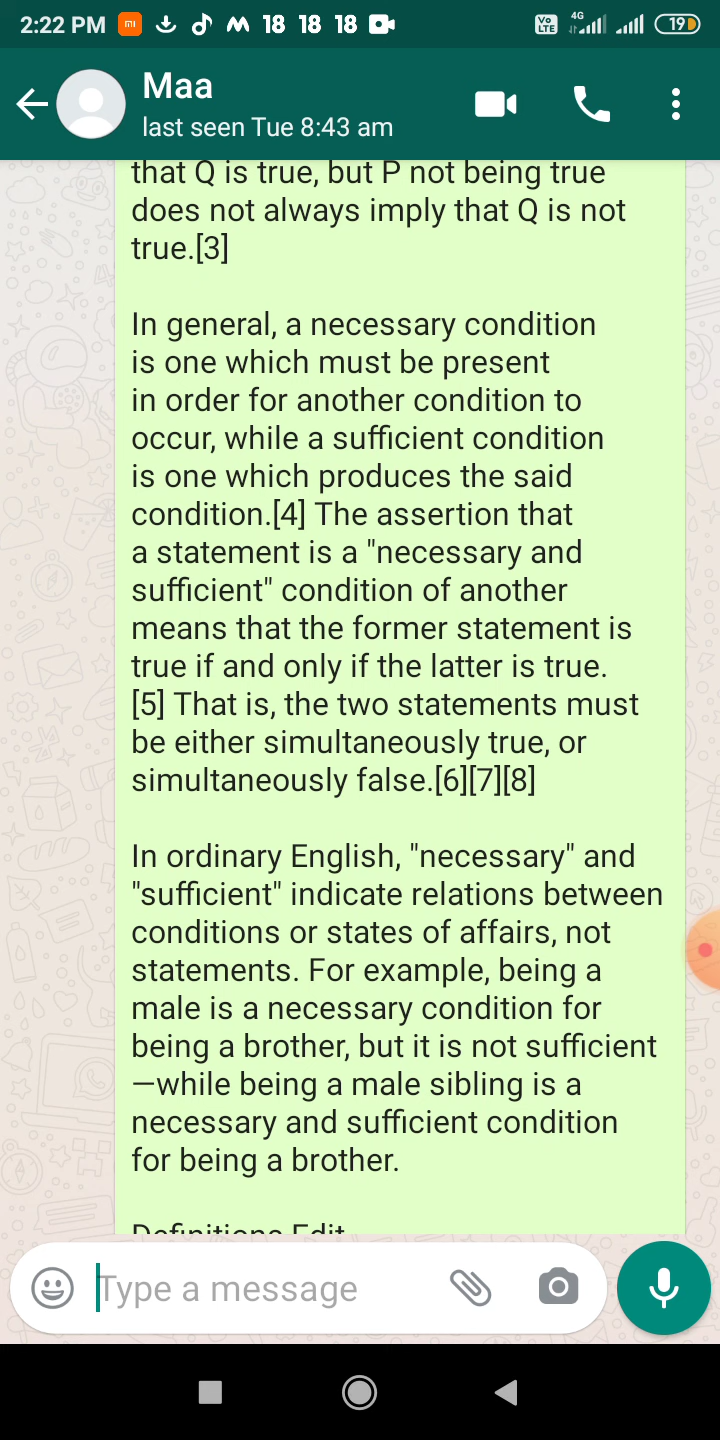 2:22 PM mi 18 18 18 Vo LTE 4G 19
Maa
last seen Tue 8:43 am
that Q is true, but P not being true
does not always imply that Q is not
true.[3]
In general, a necessary condition
is one which must be present
in order for another condition to
occur, while a sufficient condition
is one which produces the said
condition.[4] The assertion that
a statement is a "necessary and
sufficient" condition of another
means that the former statement is
true if and only if the latter is true.
[5] That is, the two statements must
be either simultaneously true, or
simultaneously false.[6][7][8]
In ordinary English, "necessary" and
"sufficient" indicate relations between
conditions or states of affairs, not
statements. For example, being a
male is a necessary condition for
being a brother, but it is not sufficient
—while being a male sibling is a
necessary and sufficient condition
for being a brother.
Definitions Edit
Type a message